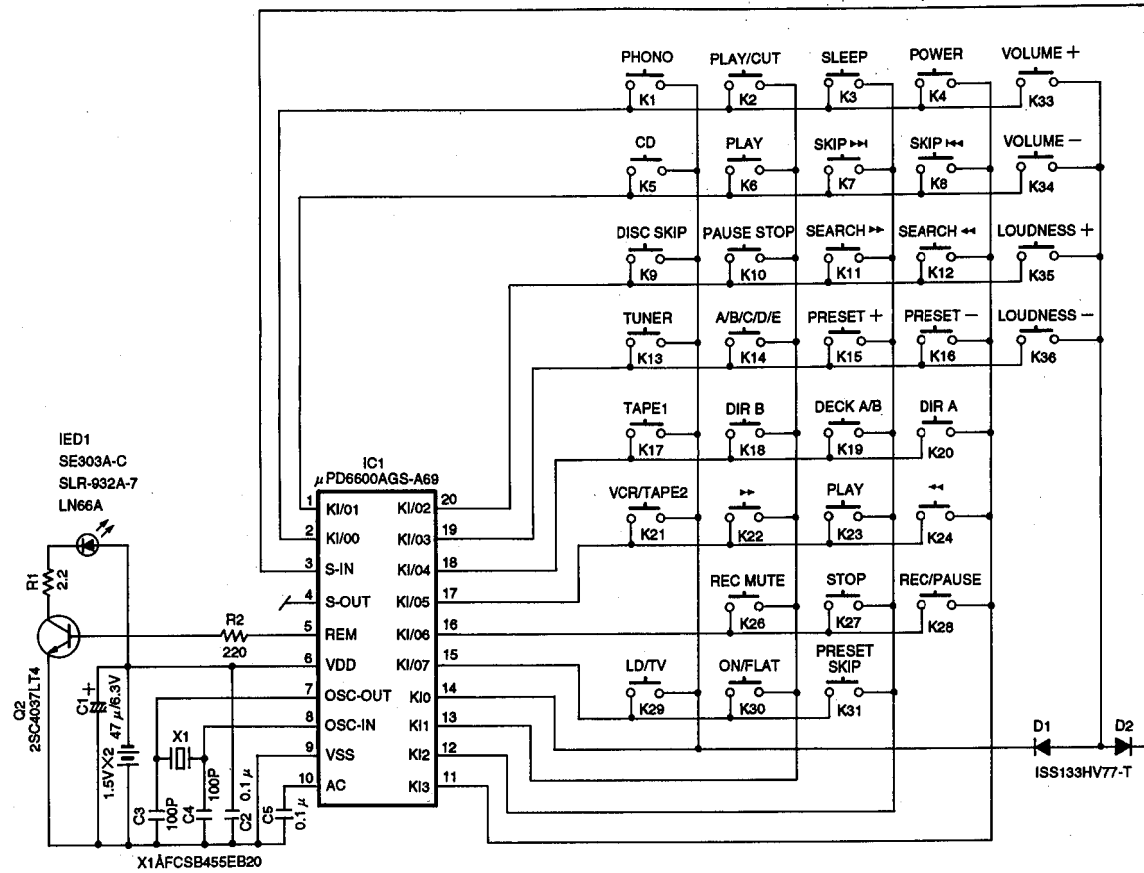 PHONO PLAY/CUT SLEEP POWER VOLUME +
K1 K2 K3 K4 K33
CD PLAY SKIP ▶▶I SKIP I◀◀ VOLUME −
K5 K6 K7 K8 K34
DISC SKIP PAUSE STOP SEARCH ▶▶ SEARCH ◀◀ LOUDNESS +
K9 K10 K11 K12 K35
TUNER A/B/C/D/E PRESET + PRESET − LOUDNESS −
K13 K14 K15 K16 K36
TAPE1 DIR B DECK A/B DIR A
K17 K18 K19 K20
VCR/TAPE2 ▶▶ PLAY ◀◀
K21 K22 K23 K24
REC MUTE STOP REC/PAUSE
K26 K27 K28
LD/TV ON/FLAT PRESET
SKIP
K29 K30 K31
D1 D2
ISS133HV77-T
IED1
SE303A-C
SLR-932A-7
LN66A
IC1
μPD6600AGS-A69
1 KI/01 KI/02 20
2 KI/00 KI/03 19
3 S-IN KI/04 18
4 S-OUT KI/05 17
5 REM KI/06 16
6 VDD KI/07 15
7 OSC-OUT KI0 14
8 OSC-IN KI1 13
9 VSS KI2 12
10 AC KI3 11
R1
2.2
R2
220
Q2
2SC4037LT4
C1 +
47μ/6.3V
1.5V×2
X1
C3
100P
C4
100P
C2
0.1μ
C5
0.1μ
X1ÅFCSB455EB20